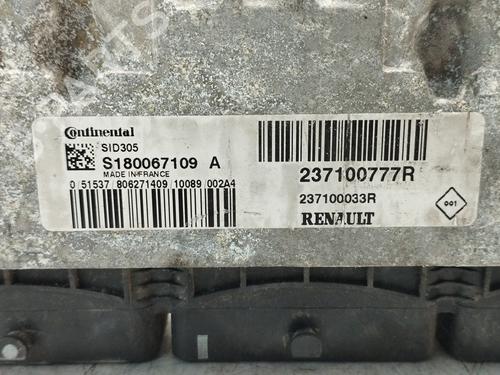 Continental
SID305
S180067109 A
MADE IN FRANCE
0 51537 806271409 10089 002A4
237100777R
237100033R
RENAULT
001